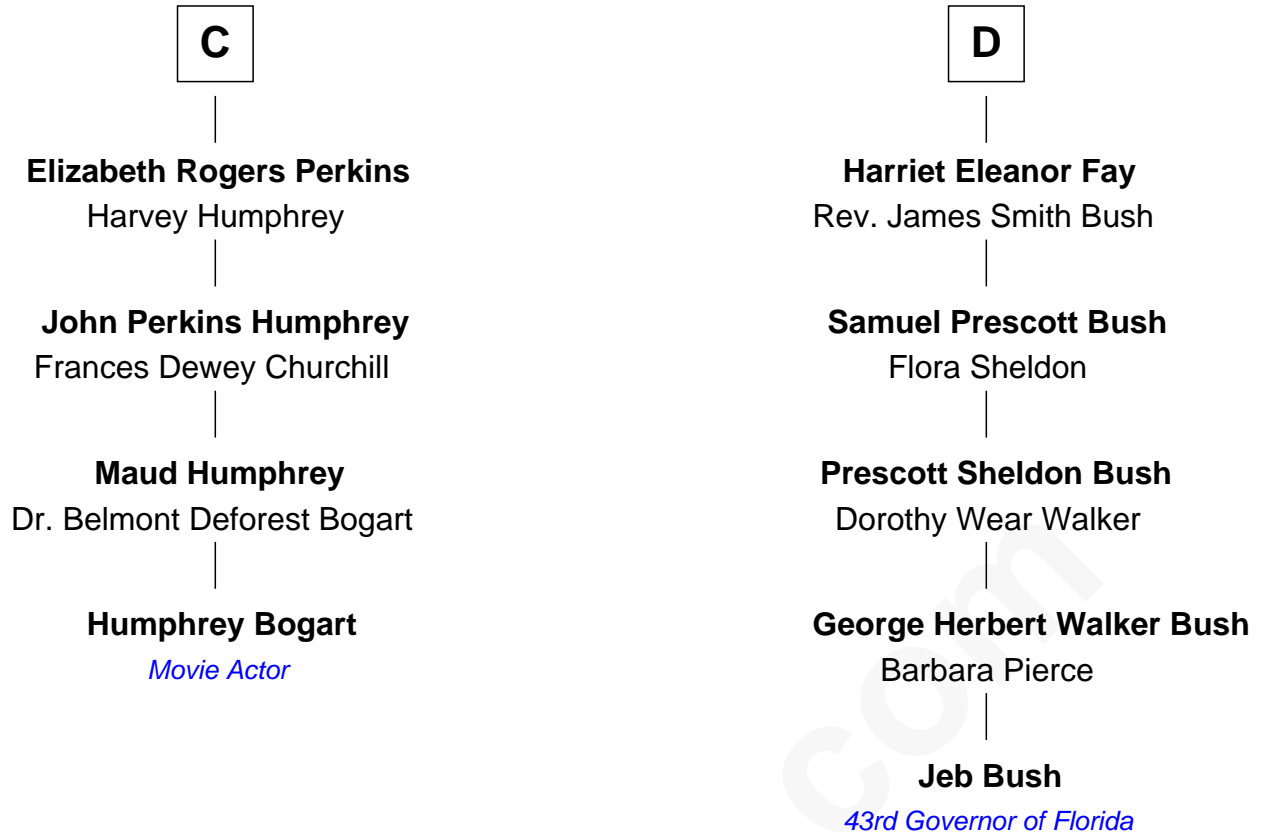 C
Elizabeth Rogers Perkins
Harvey Humphrey
John Perkins Humphrey
Frances Dewey Churchill
Maud Humphrey
Dr. Belmont Deforest Bogart
Humphrey Bogart
Movie Actor
D
Harriet Eleanor Fay
Rev. James Smith Bush
Samuel Prescott Bush
Flora Sheldon
Prescott Sheldon Bush
Dorothy Wear Walker
George Herbert Walker Bush
Barbara Pierce
Jeb Bush
43rd Governor of Florida
com